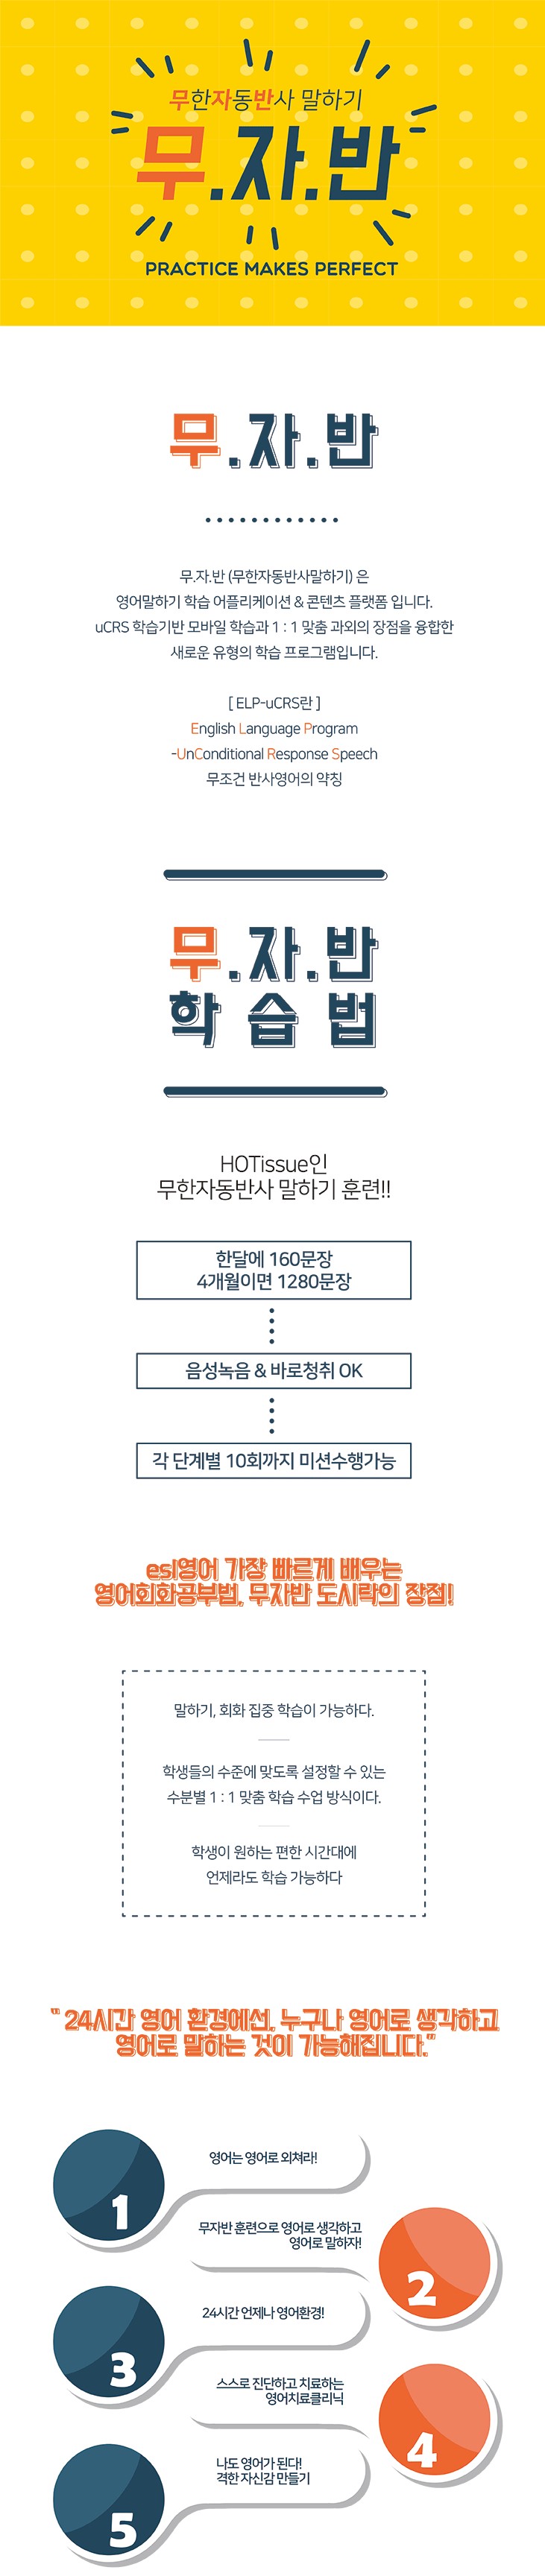 무한자동반사 말하기
무.자.반
PRACTICE MAKES PERFECT
무.자.반
무.자.반 (무한자동반사말하기) 은
영어말하기 학습 어플리케이션 & 콘텐츠 플랫폼 입니다.
uCRS 학습기반 모바일 학습과 1 : 1 맞춤 과외의 장점을 융합한
새로운 유형의 학습 프로그램입니다.
[ ELP-uCRS란 ]
English Language Program
-UnConditional Response Speech
무조건 반사영어의 약칭
무.자.반
학습법
HOTissue인
무한자동반사 말하기 훈련!!
한달에 160문장
4개월이면 1280문장
음성녹음 & 바로청취 OK
각 단계별 10회까지 미션수행가능
esl영어 가장 빠르게 배우는
영어회화공부법, 무자반 도시락의 장점!
말하기, 회화 집중 학습이 가능하다.
학생들의 수준에 맞도록 설정할 수 있는
수분별 1 : 1 맞춤 학습 수업 방식이다.
학생이 원하는 편한 시간대에
언제라도 학습 가능하다
" 24시간 영어 환경에선, 누구나 영어로 생각하고
영어로 말하는 것이 가능해집니다."
영어는 영어로 외쳐라!
1
무자반 훈련으로 영어로 생각하고
영어로 말하자!
2
24시간 언제나 영어환경!
3
스스로 진단하고 치료하는
영어치료클리닉
4
나도 영어가 된다!
격한 자신감 만들기
5